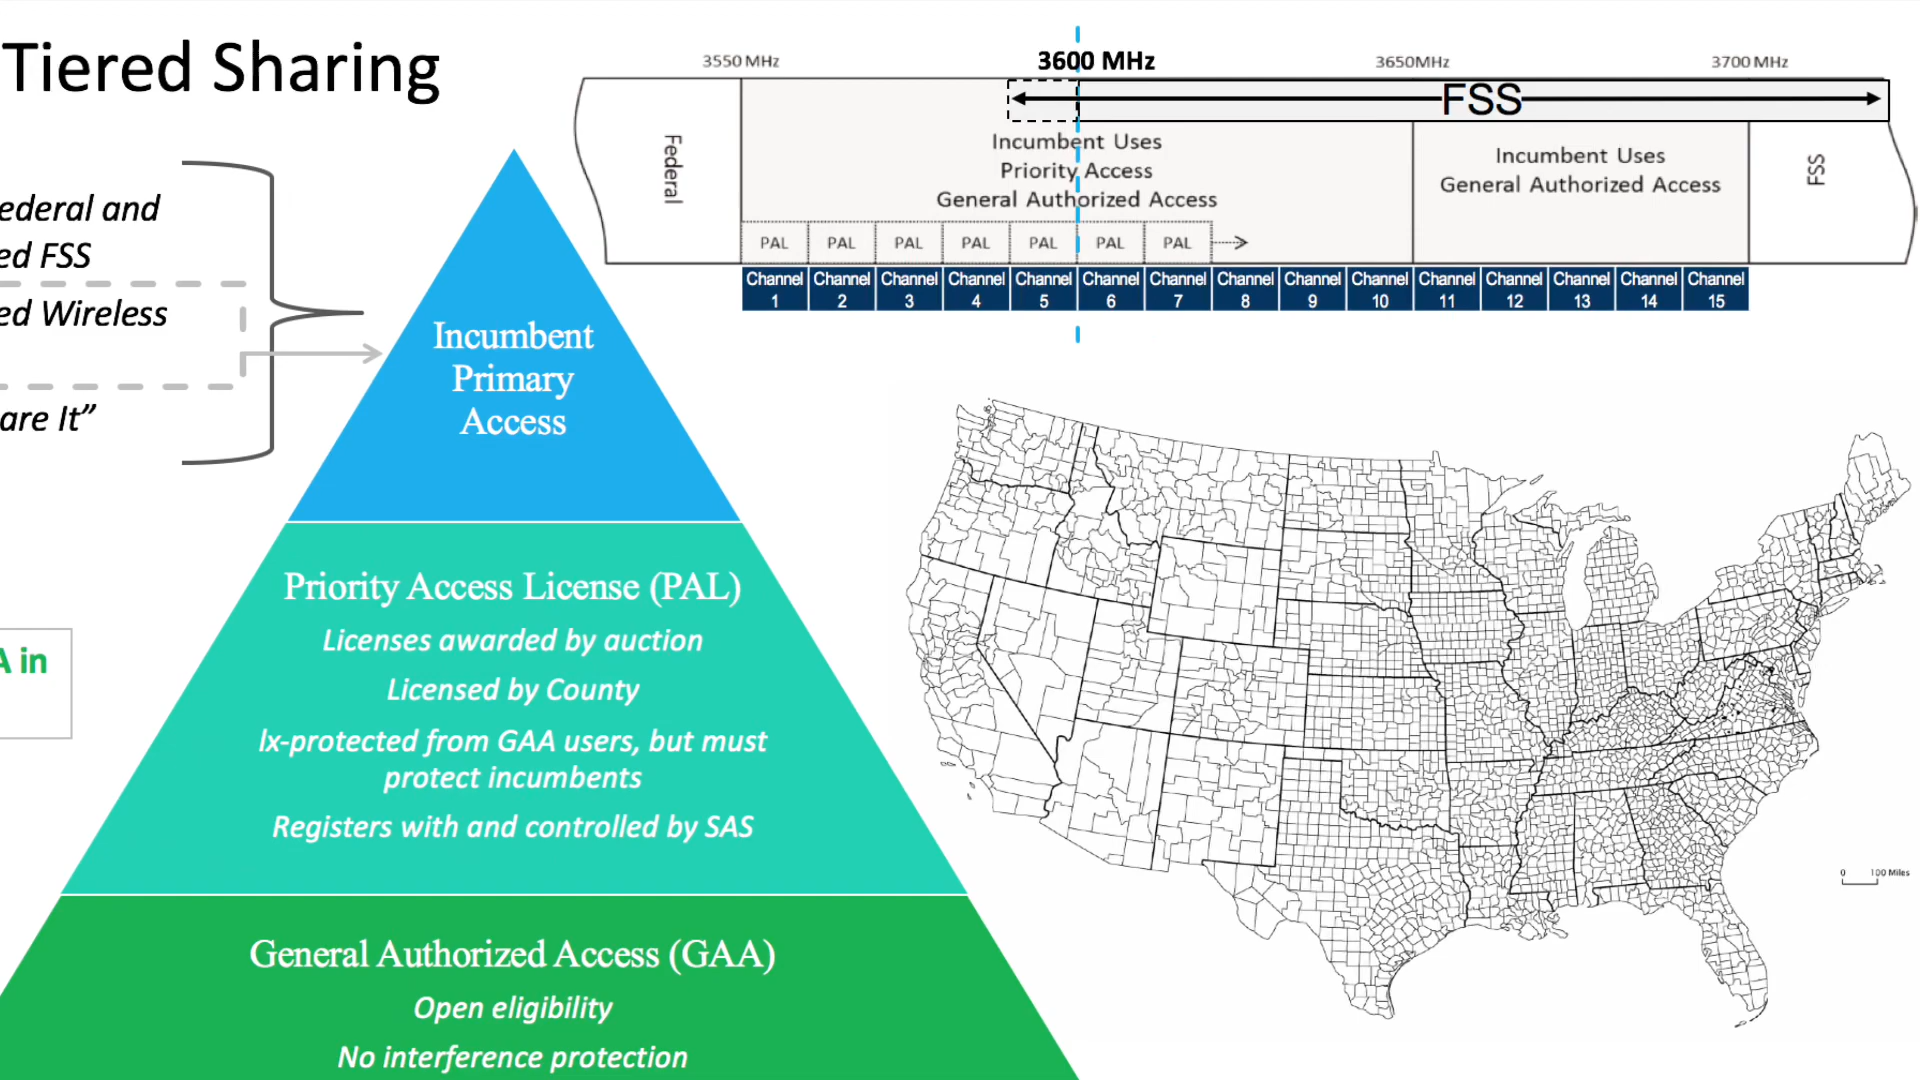 Tiered Sharing
3550 MHz
3600 MHz
3650MHz
3700 MHz
FSS
Federal
Incumbent Uses
Priority Access
General Authorized Access
Incumbent Uses
General Authorized Access
FSS
PAL PAL PAL PAL PAL PAL PAL
Channel 1
Channel 2
Channel 3
Channel 4
Channel 5
Channel 6
Channel 7
Channel 8
Channel 9
Channel 10
Channel 11
Channel 12
Channel 13
Channel 14
Channel 15
ederal and
ed FSS
ed Wireless
are It”
Incumbent
Primary
Access
Priority Access License (PAL)
Licenses awarded by auction
Licensed by County
Ix-protected from GAA users, but must
protect incumbents
Registers with and controlled by SAS
A in
General Authorized Access (GAA)
Open eligibility
No interference protection
0 100 Miles